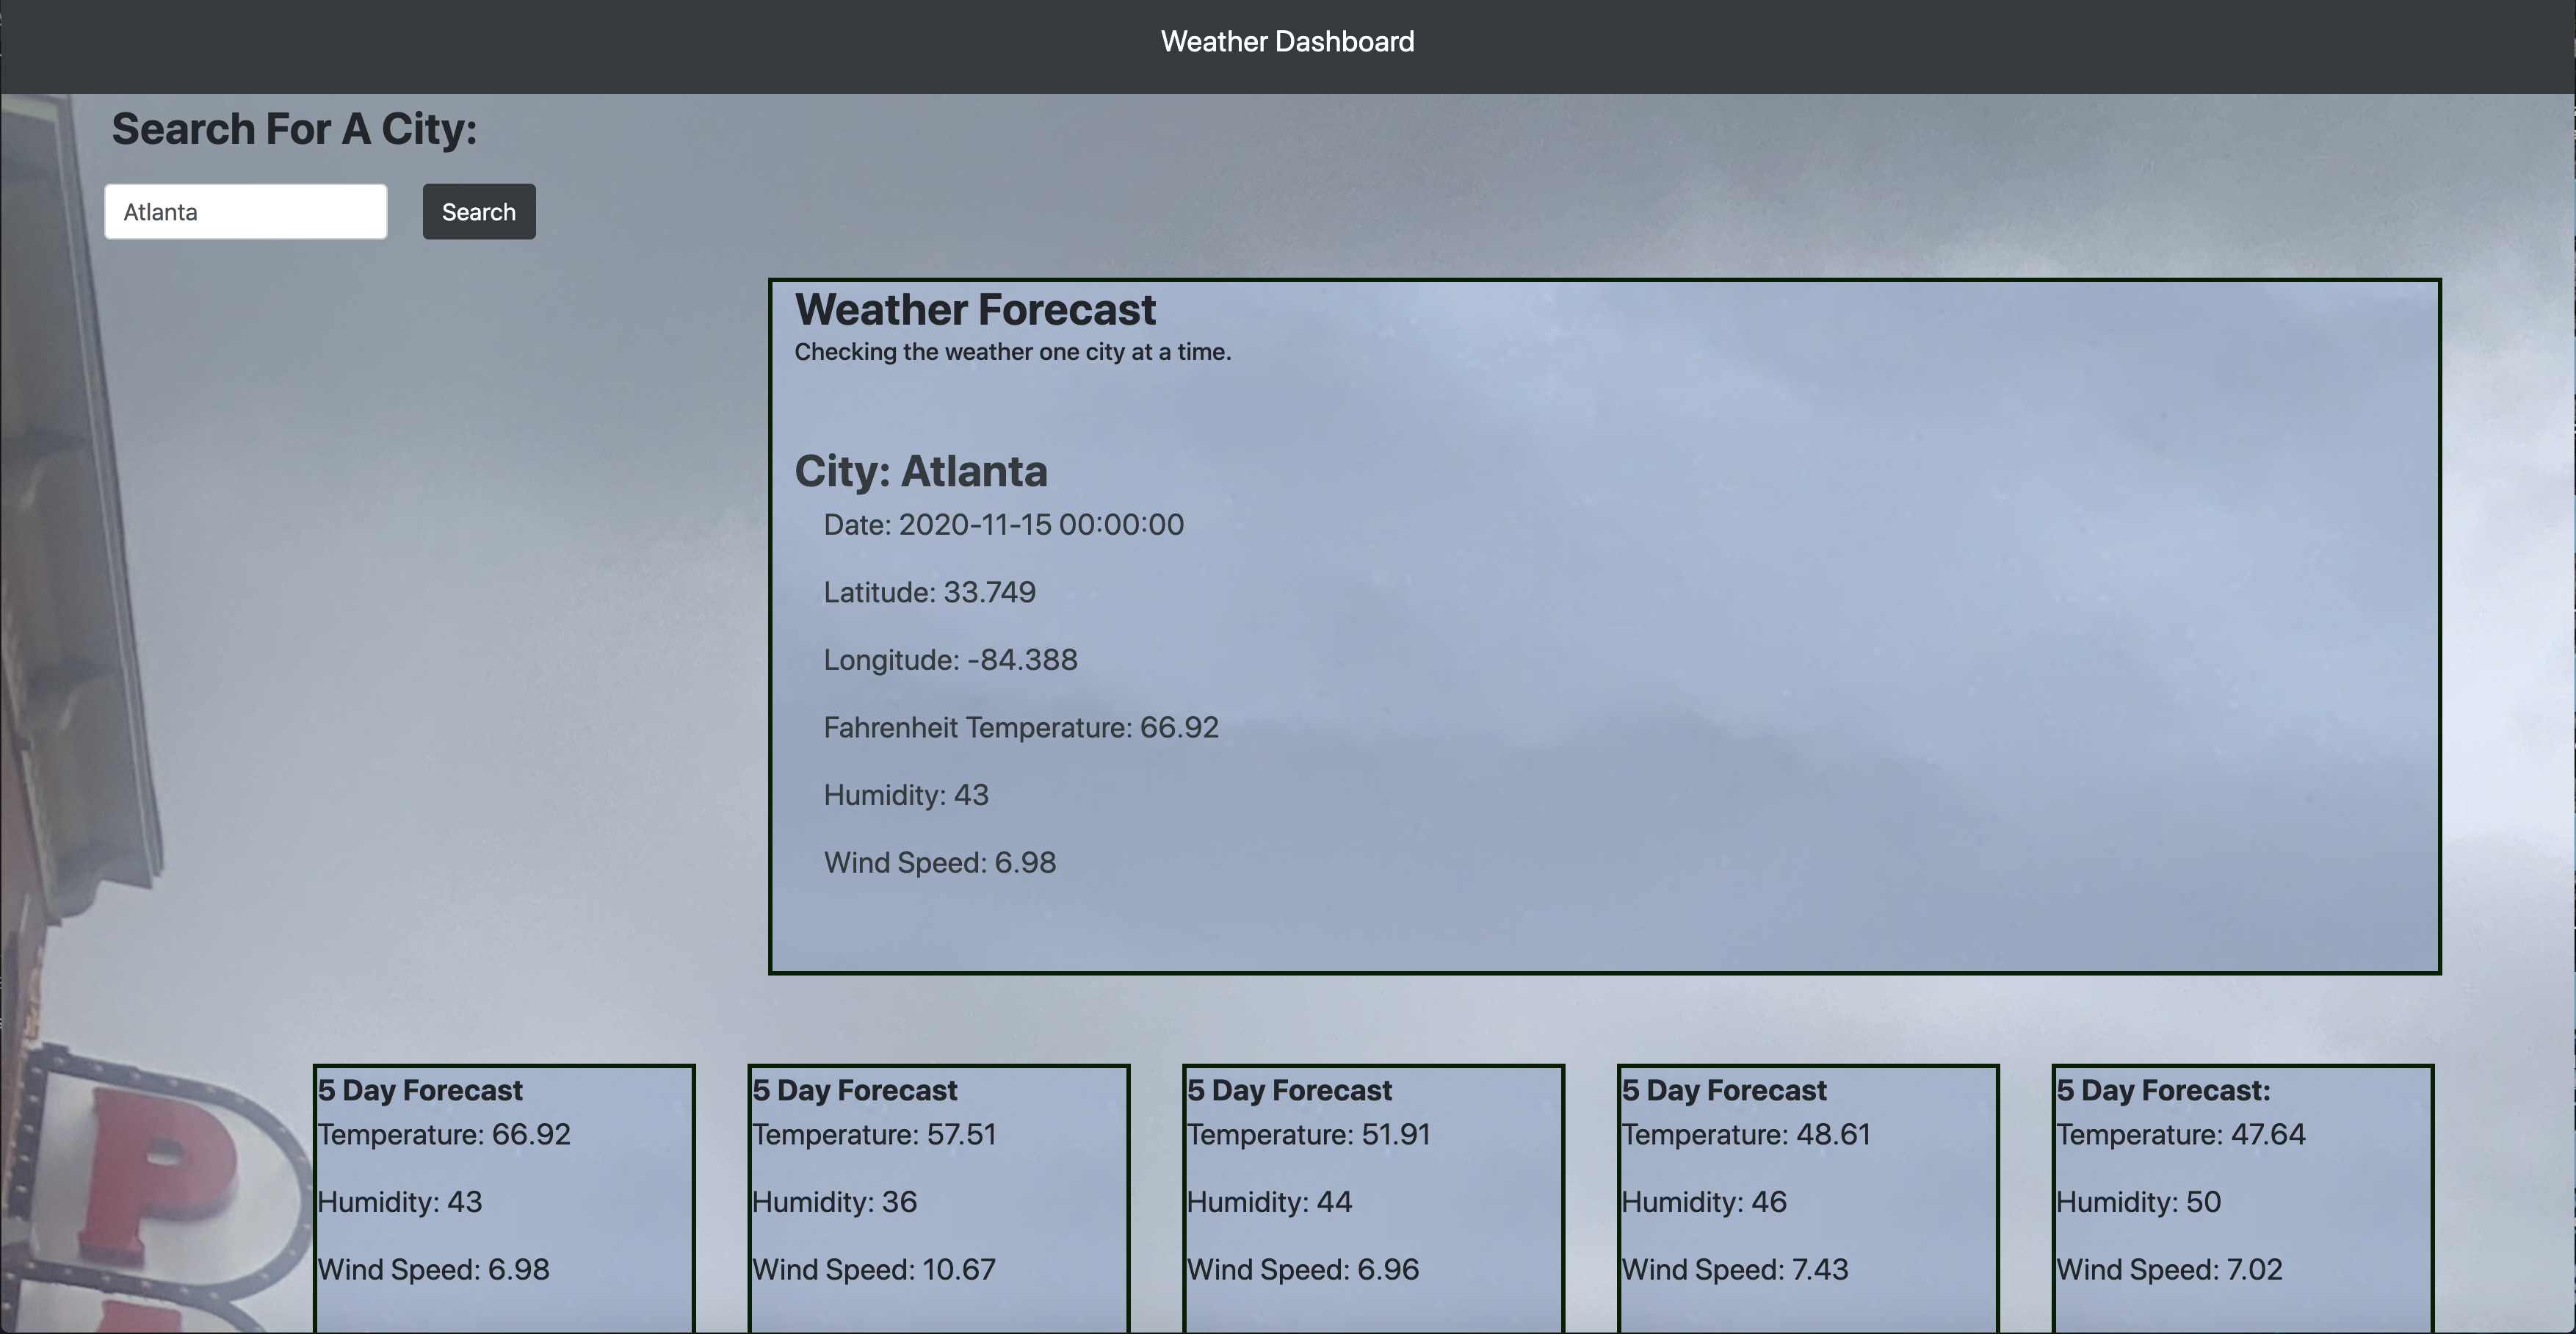 Weather Dashboard
Search For A City:
Atlanta
Search
Weather Forecast
Checking the weather one city at a time.
City: Atlanta
Date: 2020-11-15 00:00:00
Latitude: 33.749
Longitude: -84.388
Fahrenheit Temperature: 66.92
Humidity: 43
Wind Speed: 6.98
5 Day Forecast
Temperature: 66.92
Humidity: 43
Wind Speed: 6.98
5 Day Forecast
Temperature: 57.51
Humidity: 36
Wind Speed: 10.67
5 Day Forecast
Temperature: 51.91
Humidity: 44
Wind Speed: 6.96
5 Day Forecast
Temperature: 48.61
Humidity: 46
Wind Speed: 7.43
5 Day Forecast:
Temperature: 47.64
Humidity: 50
Wind Speed: 7.02
P